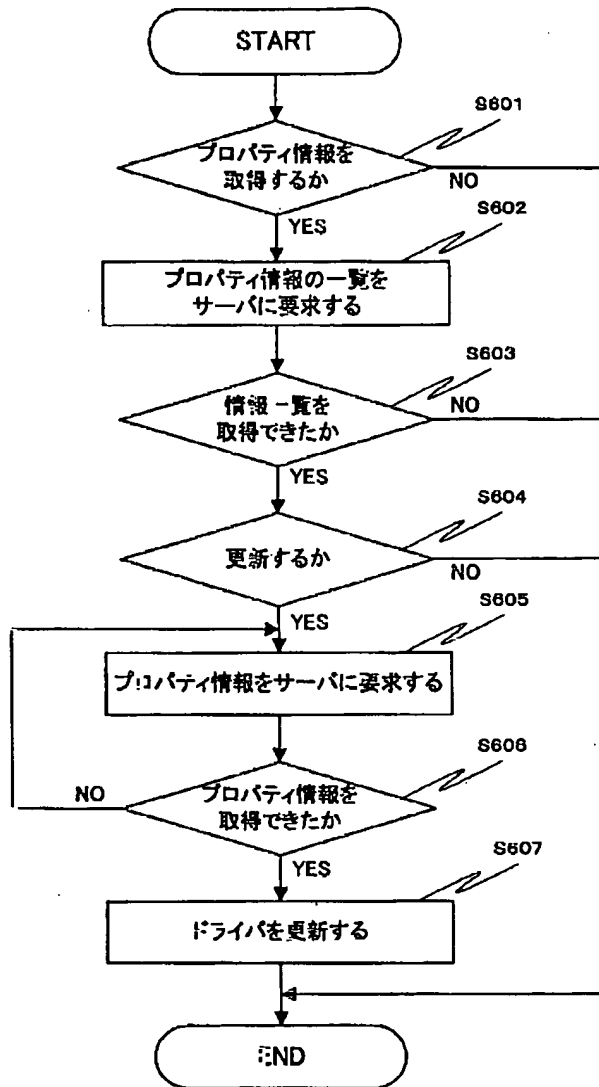 START
S601
プロパティ情報を
取得するか
NO
YES
S602
プロパティ情報の一覧を
サーバに要求する
S603
情報一覧を
取得できたか
NO
YES
S604
更新するか
NO
YES
S605
プロパティ情報をサーバに要求する
S606
プロパティ情報を
取得できたか
NO
YES
S607
ドライバを更新する
END